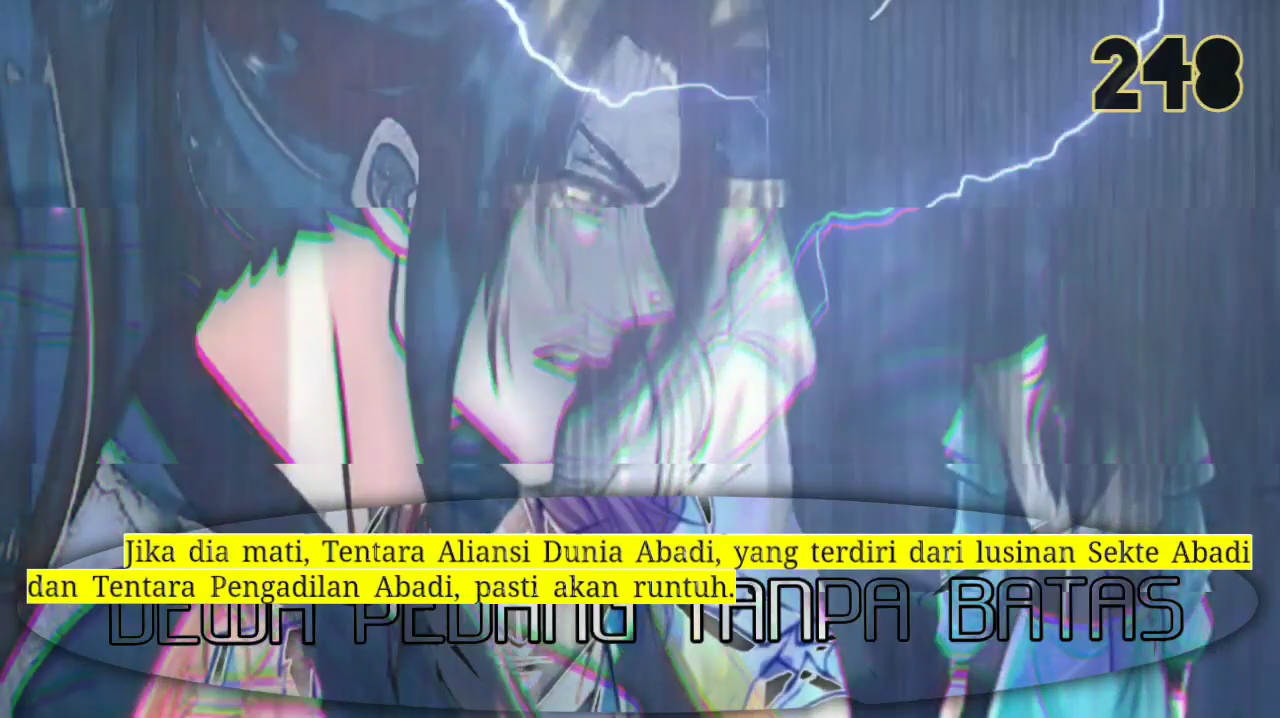 248
Jika dia mati, Tentara Aliansi Dunia Abadi, yang terdiri dari lusinan Sekte Abadi
dan Tentara Pengadilan Abadi, pasti akan runtuh.
DEWA PEDANG TANPA BATAS